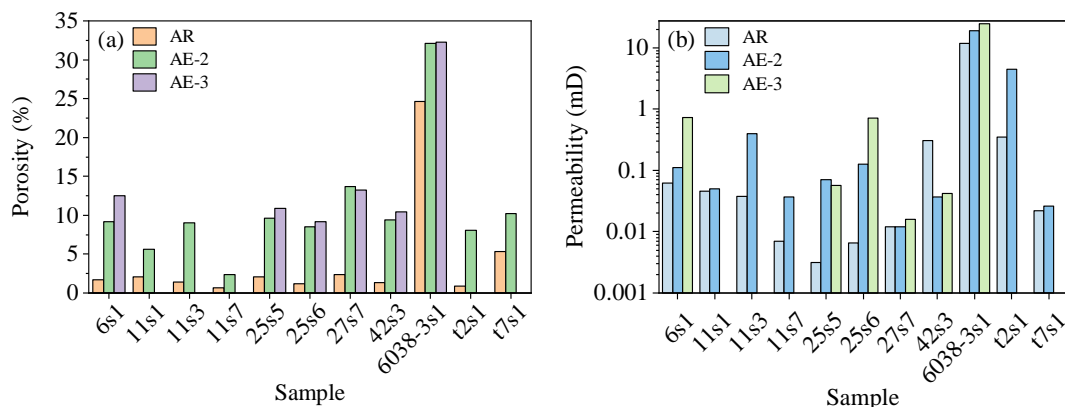 (a)
AR
AE-2
AE-3
35
30
25
20
15
10
5
0
Porosity (%)
6s1
11s1
11s3
11s7
25s5
25s6
27s7
42s3
6038-3s1
t2s1
t7s1
Sample
(b)
AR
AE-2
AE-3
10
1
0.1
0.01
0.001
Permeability (mD)
6s1
11s1
11s3
11s7
25s5
25s6
27s7
42s3
6038-3s1
t2s1
t7s1
Sample